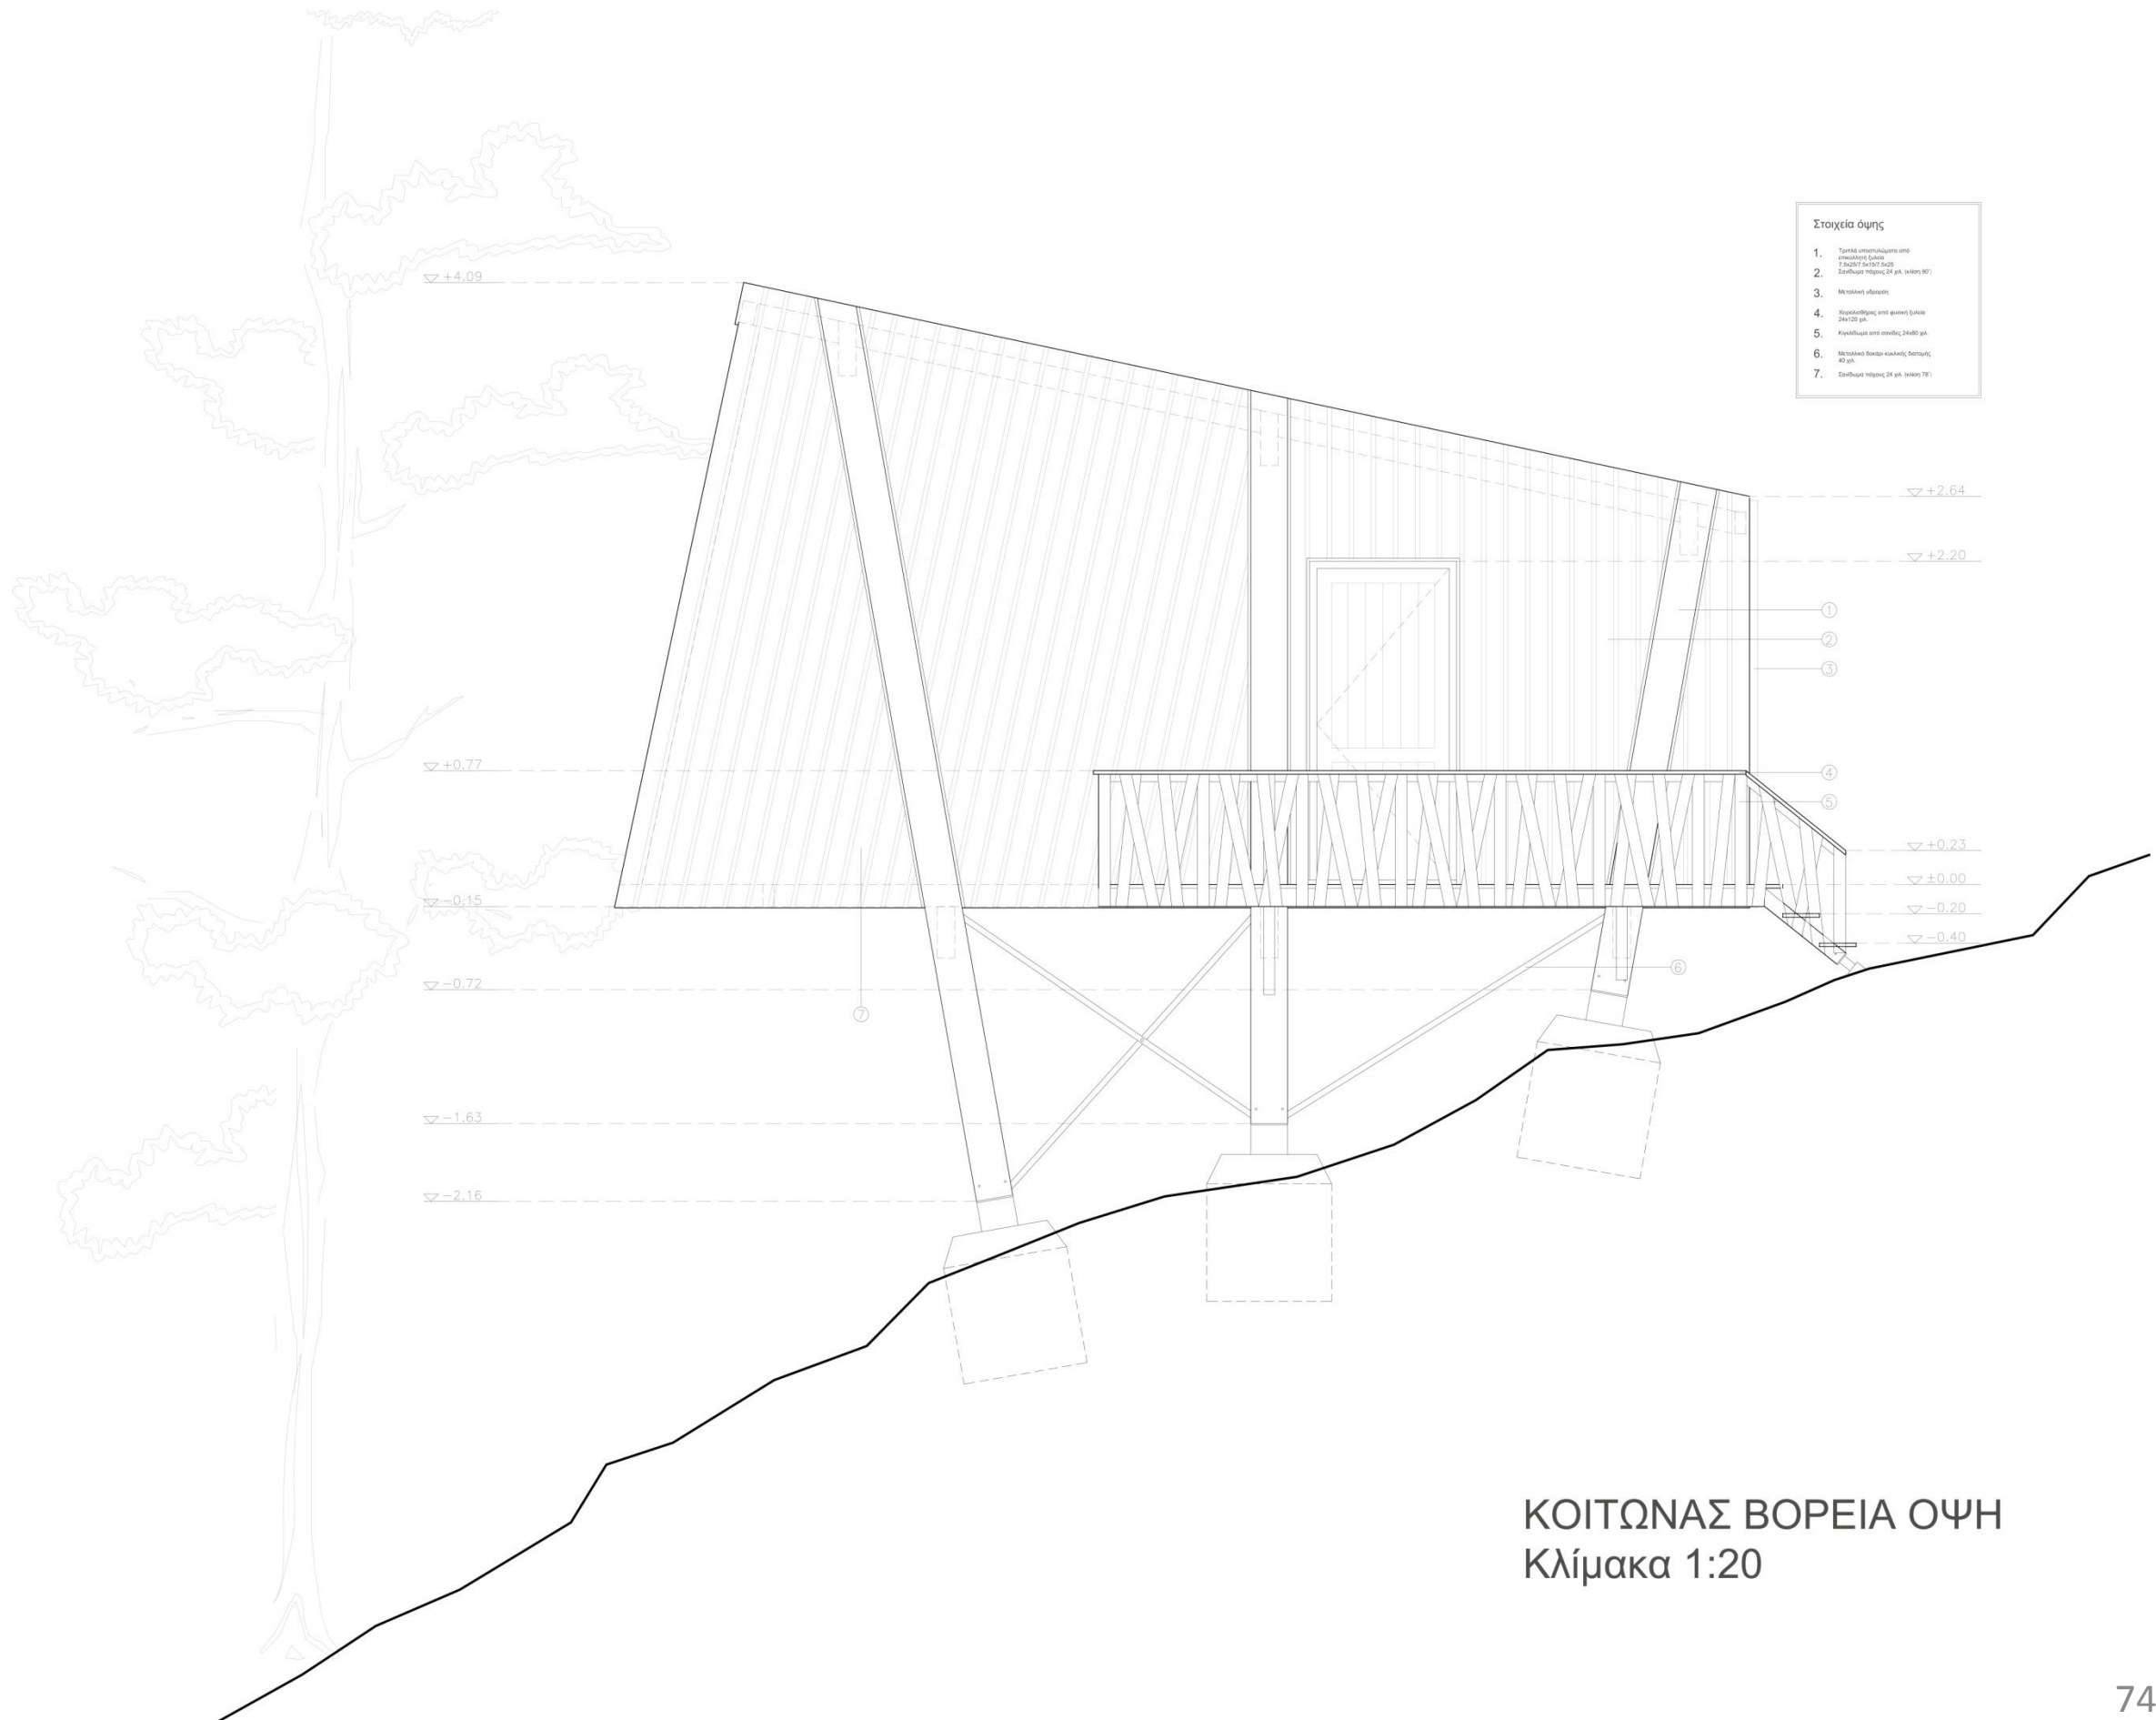 Στοιχεία όψης
1. Τριπλά υποστυλώματα από
επικολλητή ξυλεία
7,5x25/7,5x15/7,5x25
2. Σανίδωμα πάχους 24 χιλ. (κλίση 90°)
3. Μεταλλική υδρορόη
4. Χειρολισθήρας από φυσική ξυλεία
24x120 χιλ.
5. Κιγκλίδωμα από σανίδες 24x80 χιλ.
6. Μεταλλικό δοκάρι κυκλικής διατομής
40 χιλ.
7. Σανίδωμα πάχους 24 χιλ. (κλίση 78°)
+4.09
+2.64
+2.20
1
2
3
+0.77
4
5
+0.23
±0.00
-0.15
-0.20
-0.40
6
-0.72
7
-1.63
-2.16
ΚΟΙΤΩΝΑΣ ΒΟΡΕΙΑ ΟΨΗ
Κλίμακα 1:20
74